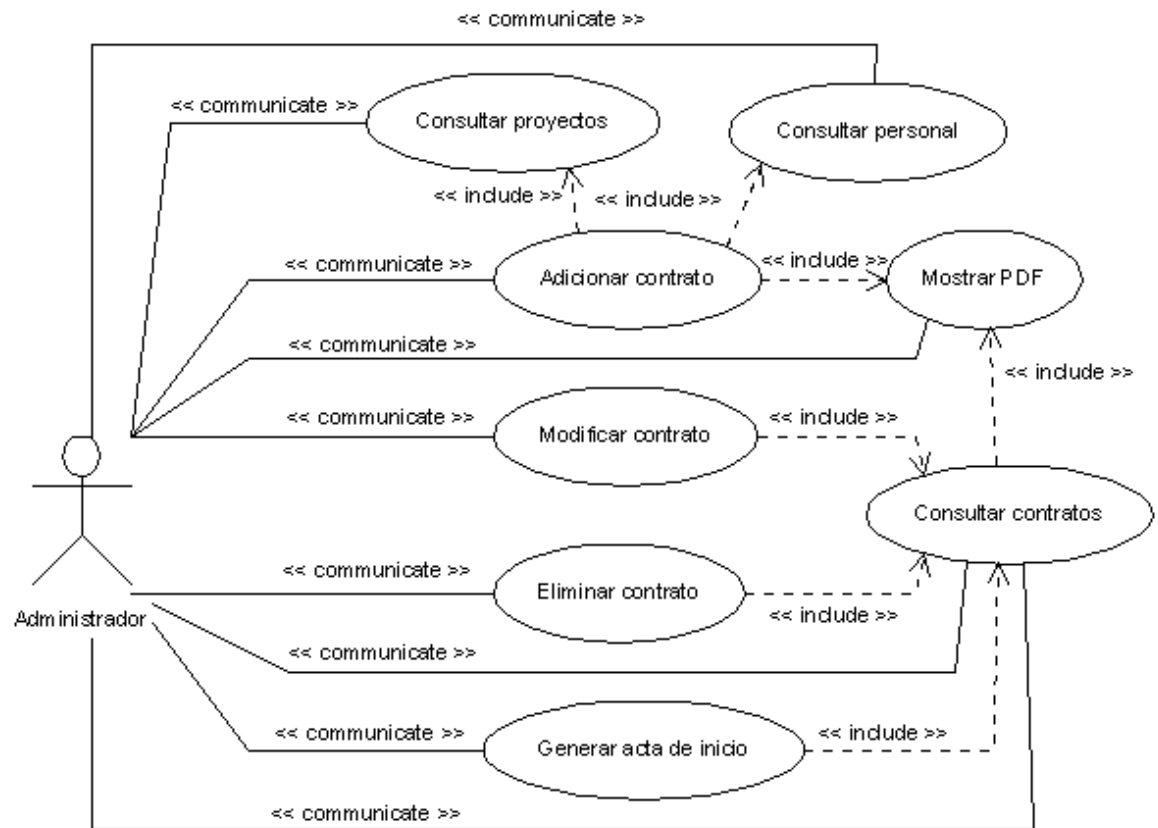 << communicate >>
<< communicate >>
Consultar proyectos
Consultar personal
<< include >>
<< include >>
<< communicate >>
Adicionar contrato
<< include >>
Mostrar PDF
<< communicate >>
<< include >>
<< communicate >>
Modificar contrato
<< include >>
Consultar contratos
<< communicate >>
Eliminar contrato
<< include >>
Administrador
<< communicate >>
<< communicate >>
Generar acta de inicio
<< include >>
<< communicate >>